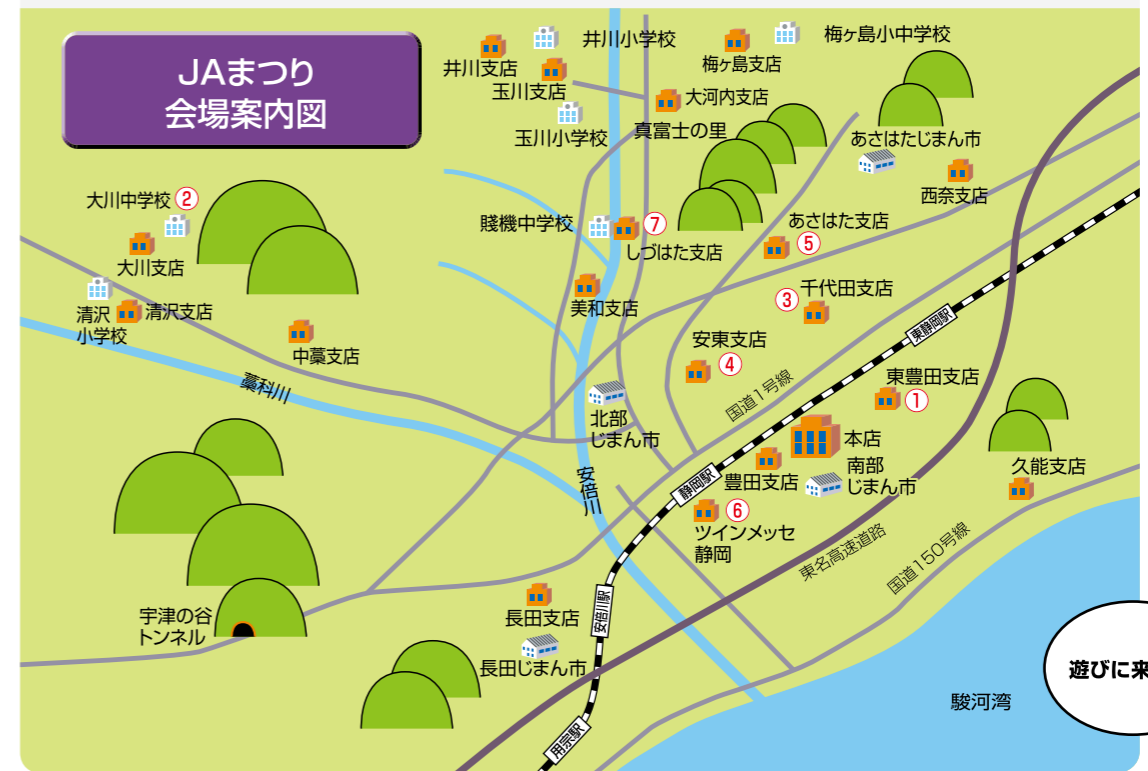 JAまつり
会場案内図
井川支店
井川小学校
玉川支店
玉川小学校
梅ヶ島支店
梅ヶ島小中学校
大河内支店
真富士の里
あさはたじまん市
西奈支店
大川中学校 ②
大川支店
清沢
小学校
清沢支店
中藁支店
藁科川
賤機中学校
⑦
しづはた支店
美和支店
あさはた支店
⑤
千代田支店
③
安東支店
④
東静岡駅
国道1号線
東豊田支店
①
北部
じまん市
安倍川
本店
豊田支店
南部
じまん市
久能支店
静岡駅
⑥
ツインメッセ
静岡
東名高速道路
国道150号線
宇津の谷
トンネル
長田支店
長田じまん市
安倍川駅
用宗駅
駿河湾
遊びに来